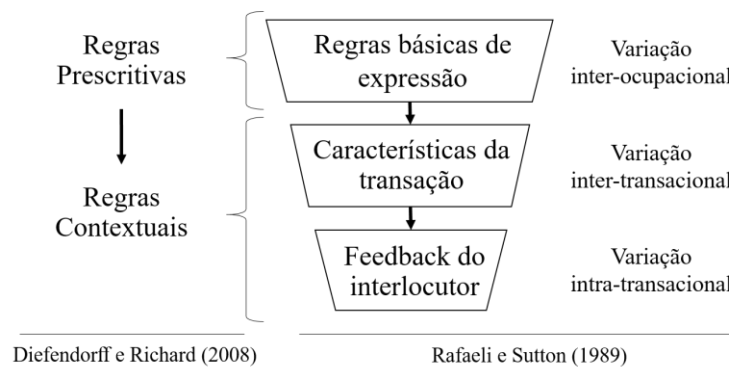 Regras
Prescritivas
Regras
Contextuais
Regras básicas de
expressão
Características da
transação
Feedback do
interlocutor
Variação
inter-ocupacional
Variação
inter-transacional
Variação
intra-transacional
Diefendorff e Richard (2008)
Rafaeli e Sutton (1989)